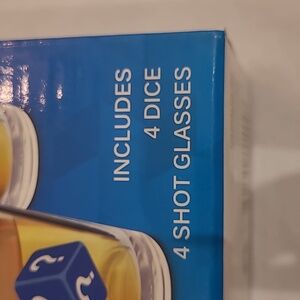 INCLUDES
4 DICE
4 SHOT GLASSES
? ?